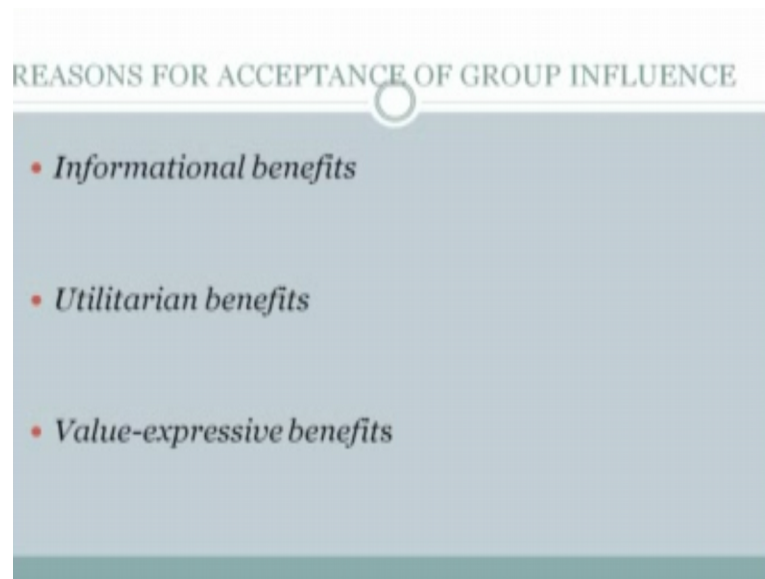 REASONS FOR ACCEPTANCE OF GROUP INFLUENCE
• Informational benefits
• Utilitarian benefits
• Value-expressive benefits